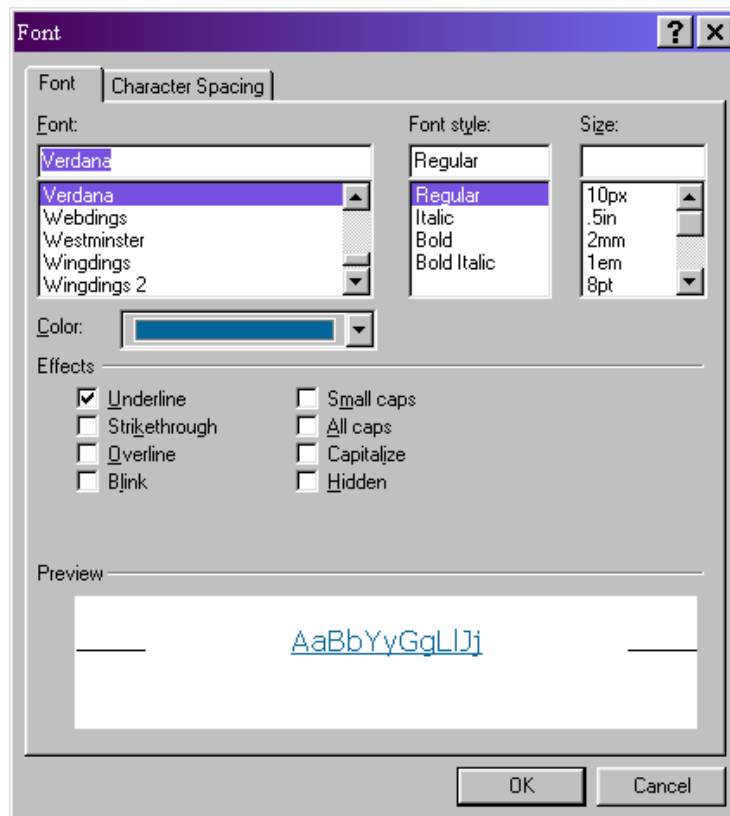 Font
Font Character Spacing
Font: Font style: Size:
Verdana Regular
Verdana Regular 10px
Webdings Italic .5in
Westminster Bold 2mm
Wingdings Bold Italic 1em
Wingdings 2 8pt
Color:
Effects
Underline Small caps
Strikethrough All caps
Overline Capitalize
Blink Hidden
Preview
AaBbYyGgLlJj
OK Cancel